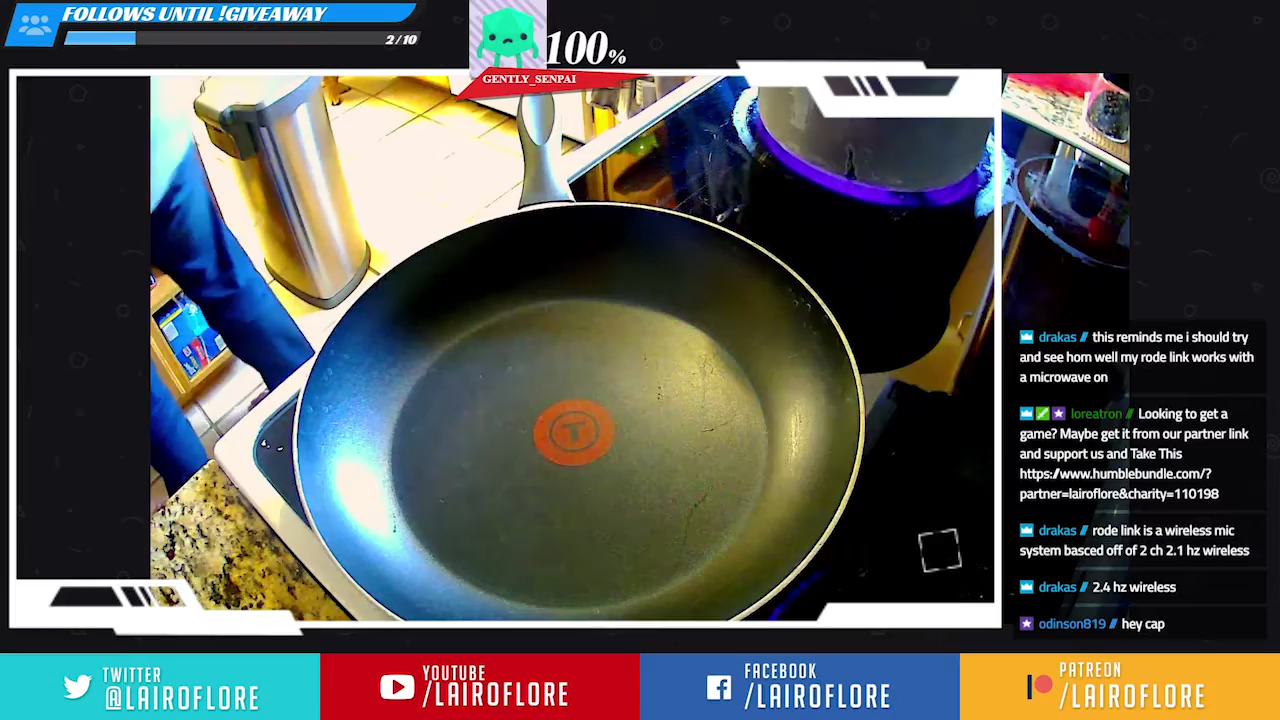 FOLLOWS UNTIL !GIVEAWAY
2/10
100%
GENTLY_SENPAI
T
drakas // this reminds me i should try
and see hom well my rode link works with
a microwave on
loreatron // Looking to get a
game? Maybe get it from our partner link
and support us and Take This
https://www.humblebundle.com/?
partner=lairoflore&charity=110198
drakas // rode link is a wireless mic
system bascd off of 2 ch 2.1 hz wireless
drakas // 2.4 hz wireless
odinson819 // hey cap
TWITTER
@LAIROFLORE
YOUTUBE
/LAIROFLORE
FACEBOOK
/LAIROFLORE
PATREON
/LAIROFLORE